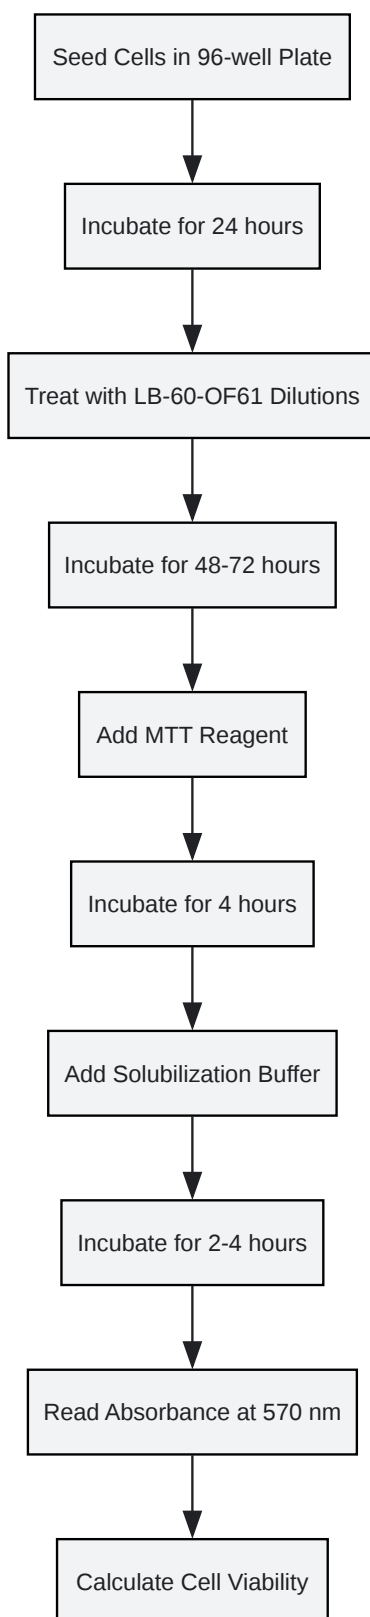 Seed Cells in 96-well Plate
Incubate for 24 hours
Treat with LB-60-OF61 Dilutions
Incubate for 48-72 hours
Add MTT Reagent
Incubate for 4 hours
Add Solubilization Buffer
Incubate for 2-4 hours
Read Absorbance at 570 nm
Calculate Cell Viability